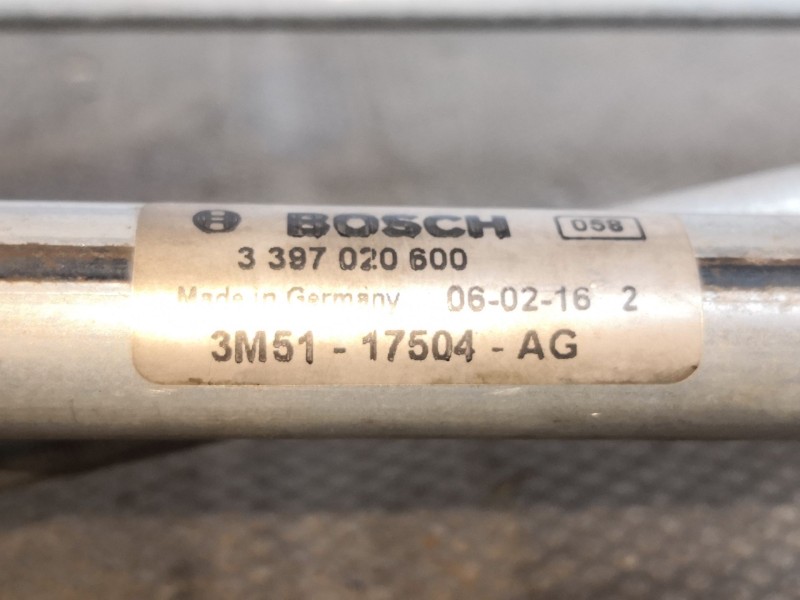 BOSCH 058
3 397 020 600
Made in Germany 06-02-16 2
3M51 - 17504 - AG